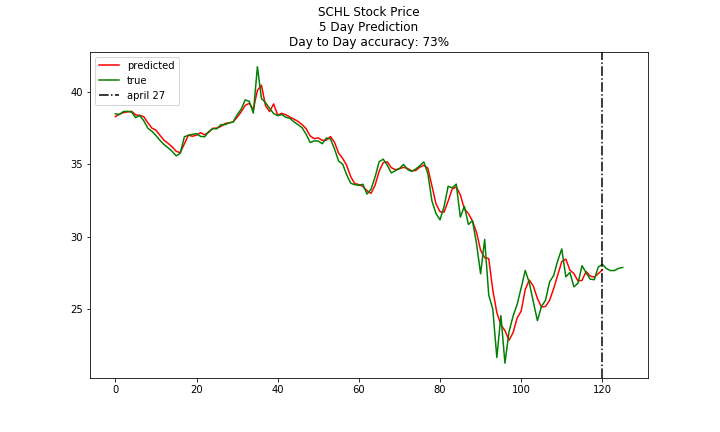 SCHL Stock Price
5 Day Prediction
Day to Day accuracy: 73%
predicted
true
april 27
40
35
30
25
0 20 40 60 80 100 120